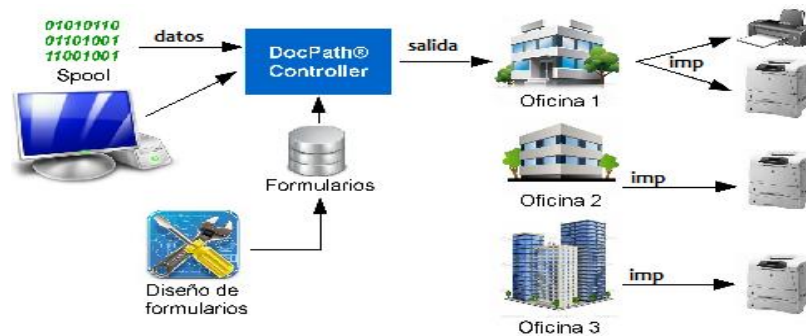 01010110
01101001
11001001
Spool
datos
DocPath®
Controller
salida
Oficina 1
imp
Formularios
Oficina 2
imp
Diseño de
formularios
Oficina 3
imp